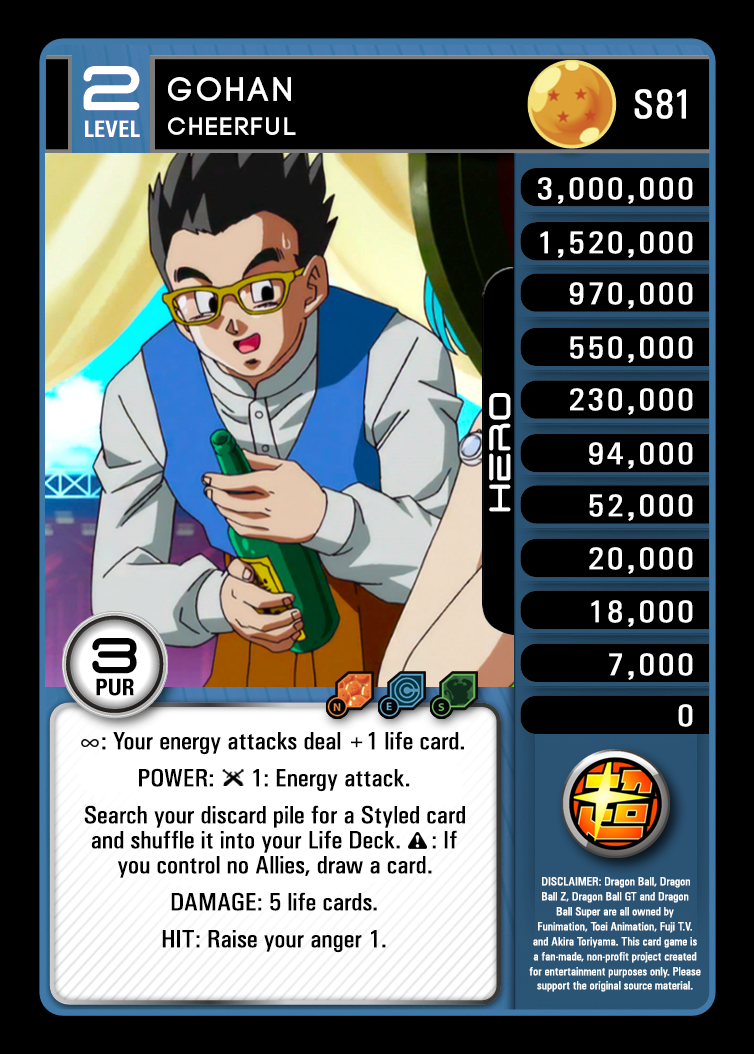 2
LEVEL
GOHAN
CHEERFUL
S81
3,000,000
1,520,000
970,000
550,000
230,000
94,000
52,000
20,000
18,000
7,000
0
HERO
3
PUR
N E S
∞: Your energy attacks deal +1 life card.
POWER: 1: Energy attack.
Search your discard pile for a Styled card
and shuffle it into your Life Deck. ⚠: If
you control no Allies, draw a card.
DAMAGE: 5 life cards.
HIT: Raise your anger 1.
超
DISCLAIMER: Dragon Ball, Dragon
Ball Z, Dragon Ball GT and Dragon
Ball Super are all owned by
Funimation, Toei Animation, Fuji T.V.
and Akira Toriyama. This card game is
a fan-made, non-profit project created
for entertainment purposes only. Please
support the original source material.